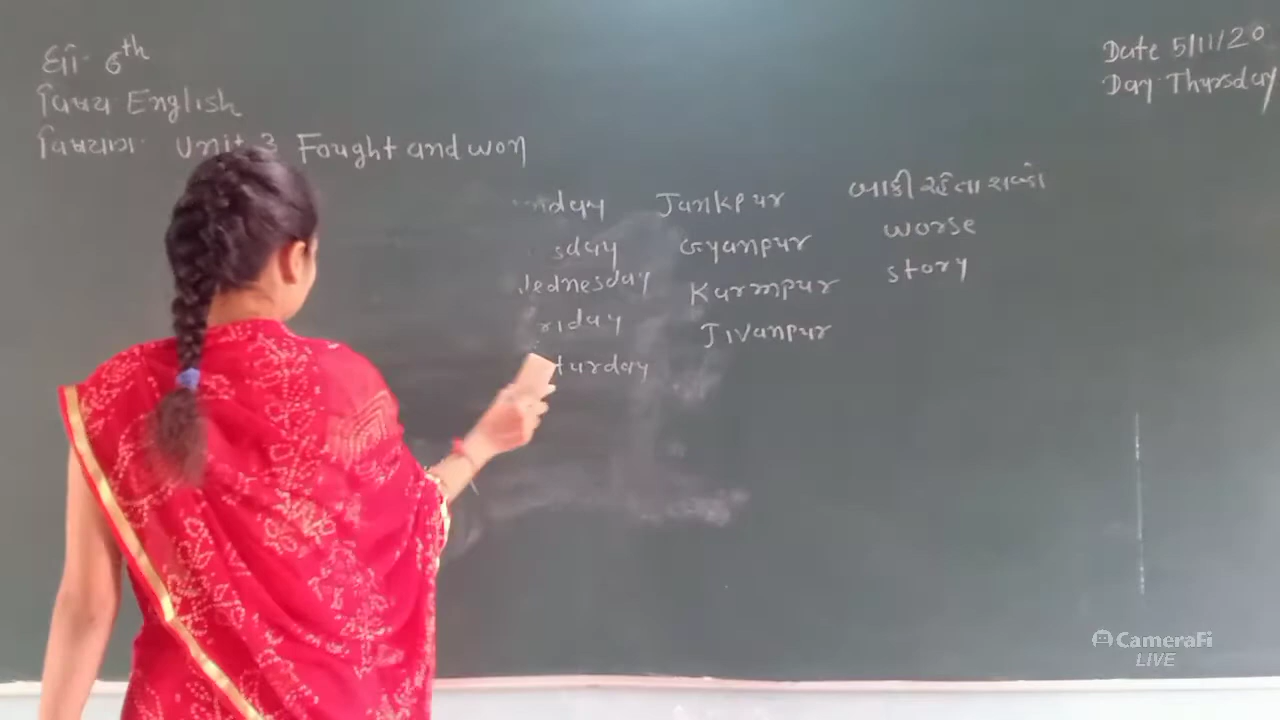 ધો: 6th
વિષય: English
વિષયાંગ: Unit 3 Fought and won
Date 5/11/20
Day: Thursday
nday Jankpur બાકી રહેતા શબ્દો
sday Gyanpur worse
Wednesday Karmpur story
riday Jivanpur
turday
CameraFi
LIVE